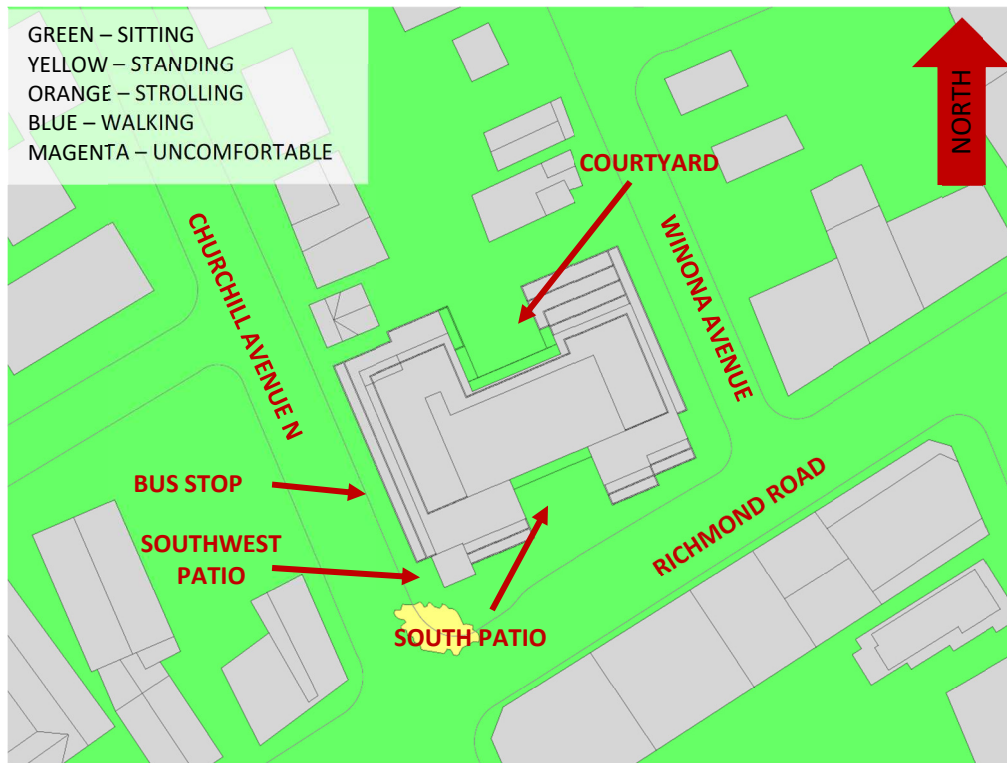 GREEN – SITTING
YELLOW – STANDING
ORANGE – STROLLING
BLUE – WALKING
MAGENTA – UNCOMFORTABLE
NORTH
COURTYARD
CHURCHILL AVENUE N
WINONA AVENUE
BUS STOP
RICHMOND ROAD
SOUTHWEST
PATIO
SOUTH PATIO